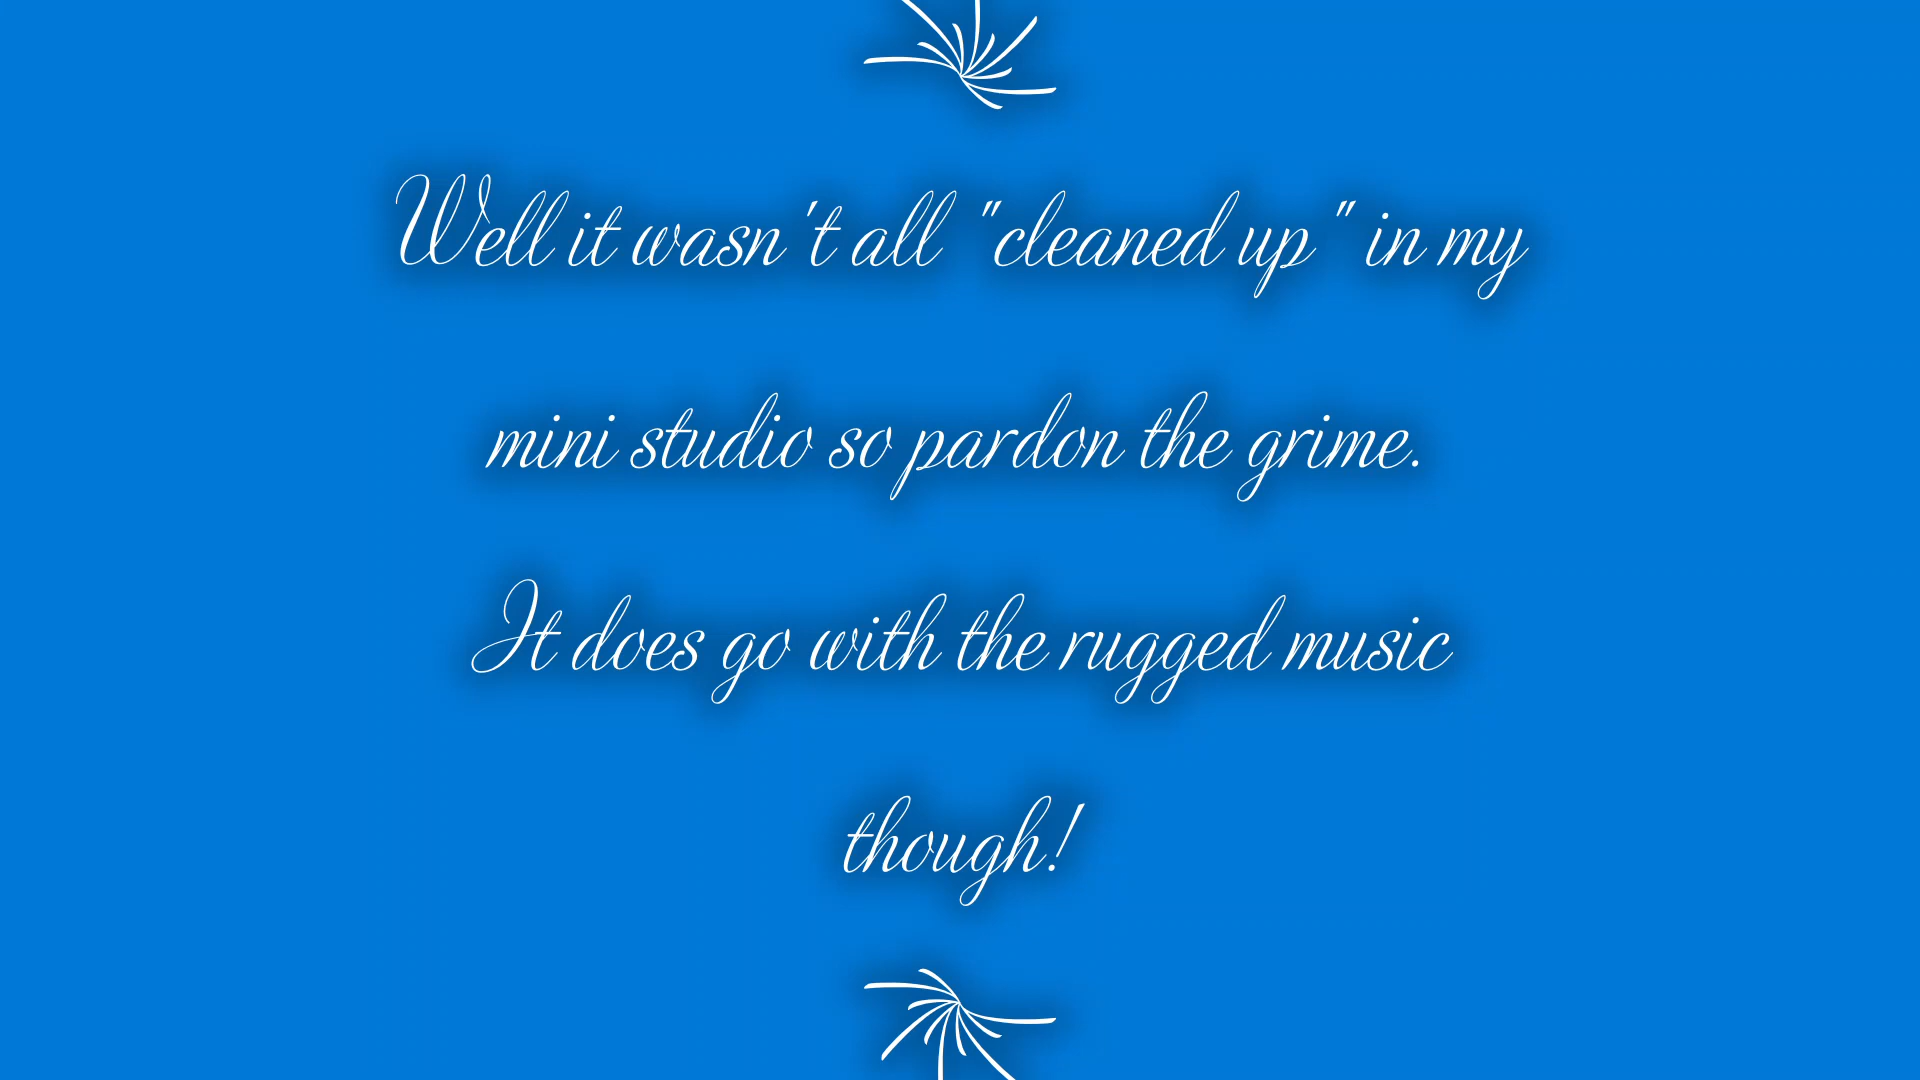 Well it wasn't all "cleaned up" in my
mini studio so pardon the grime.
It does go with the rugged music
though!